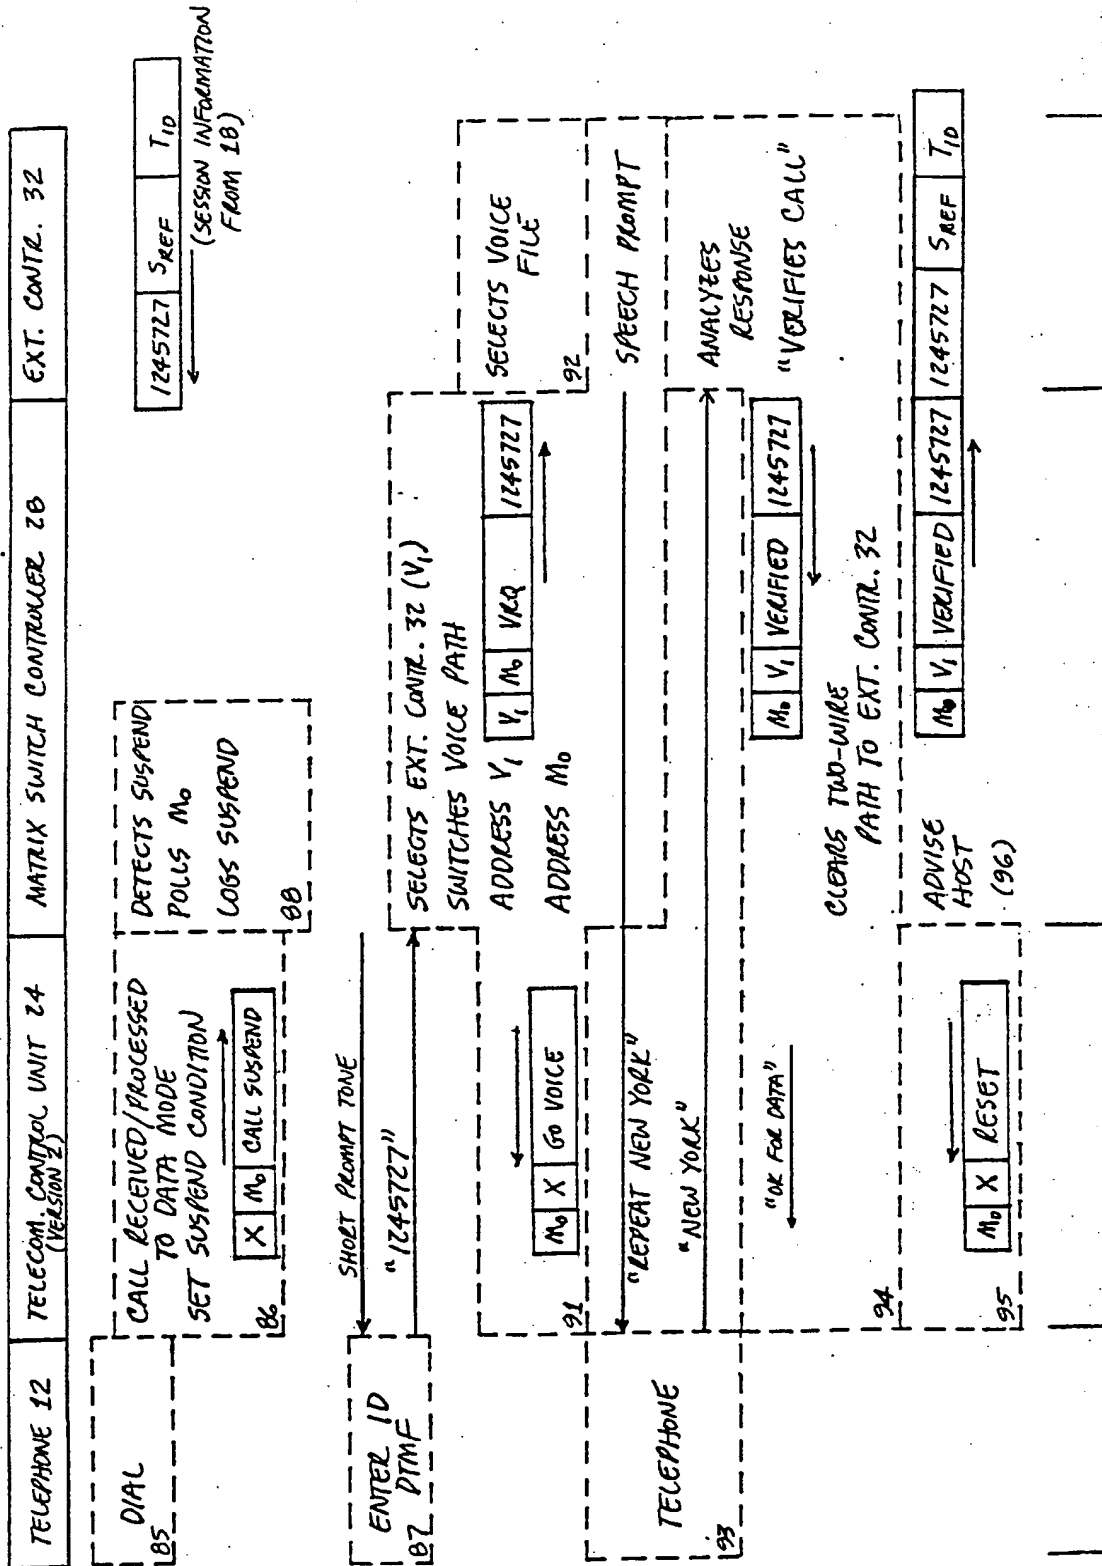 TELEPHONE 12
TELECOM. CONTROL UNIT 24
(VERSION 2)
MATRIX SWITCH CONTROLLER 28
EXT. CONTR. 32
DIAL
85
CALL RECEIVED/PROCESSED
TO DATA MODE
SET SUSPEND CONDITION
X M0 CALL SUSPEND
86
DETECTS SUSPEND
POLLS M0
LOGS SUSPEND
88
1245727 SREF TID
(SESSION INFORMATION
FROM 18)
SHORT PROMPT TONE
ENTER ID
DTMF
87
"1245727"
SELECTS EXT. CONTR. 32 (V1)
SWITCHES VOICE PATH
ADDRESS V1
V1 M0 VRQ 1245727
ADDRESS M0
SELECTS VOICE
FILE
92
M0 X GO VOICE
91
SPEECH PROMPT
"REPEAT NEW YORK"
TELEPHONE
93
"NEW YORK"
ANALYZES
RESPONSE
"VERIFIES CALL"
M0 V1 VERIFIED 1245727
"OK FOR DATA"
CLEARS TWO-WIRE
PATH TO EXT. CONTR. 32
94
ADVISE
HOST
(96)
M0 V1 VERIFIED 1245727 1245727 SREF TID
M0 X RESET
95